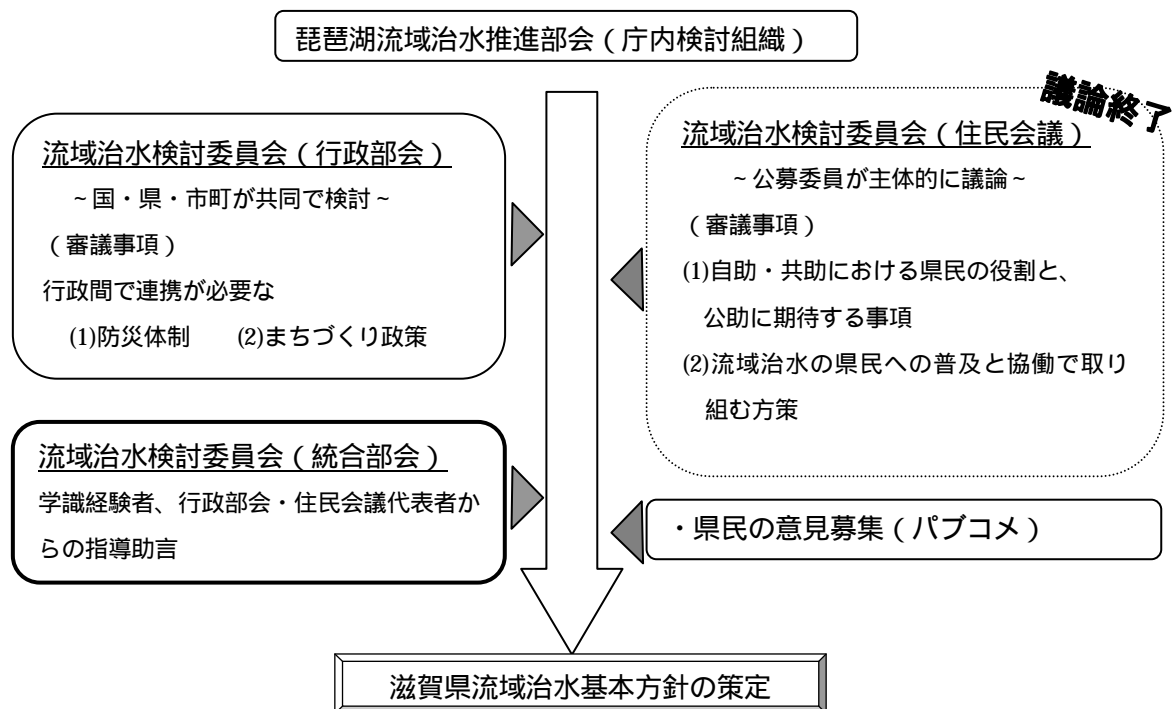 琵琶湖流域治水推進部会（庁内検討組織）
流域治水検討委員会（行政部会）
～国・県・市町が共同で検討～
（審議事項）
行政間で連携が必要な
(1)防災体制　　(2)まちづくり政策
議論終了
流域治水検討委員会（住民会議）
～公募委員が主体的に議論～
（審議事項）
(1)自助・共助における県民の役割と、
公助に期待する事項
(2)流域治水の県民への普及と協働で取り
組む方策
流域治水検討委員会（統合部会）
学識経験者、行政部会・住民会議代表者か
らの指導助言
・県民の意見募集（パブコメ）
滋賀県流域治水基本方針の策定